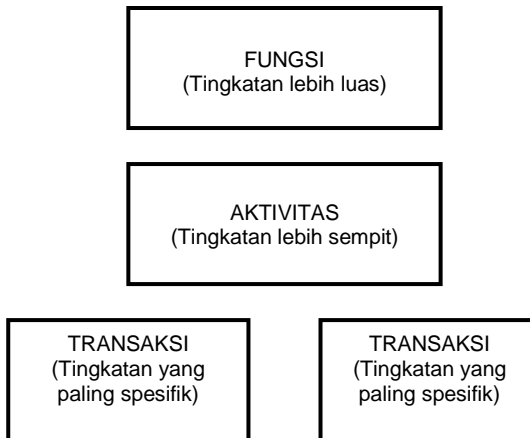 FUNGSI
(Tingkatan lebih luas)
AKTIVITAS
(Tingkatan lebih sempit)
TRANSAKSI
(Tingkatan yang
paling spesifik)
TRANSAKSI
(Tingkatan yang
paling spesifik)